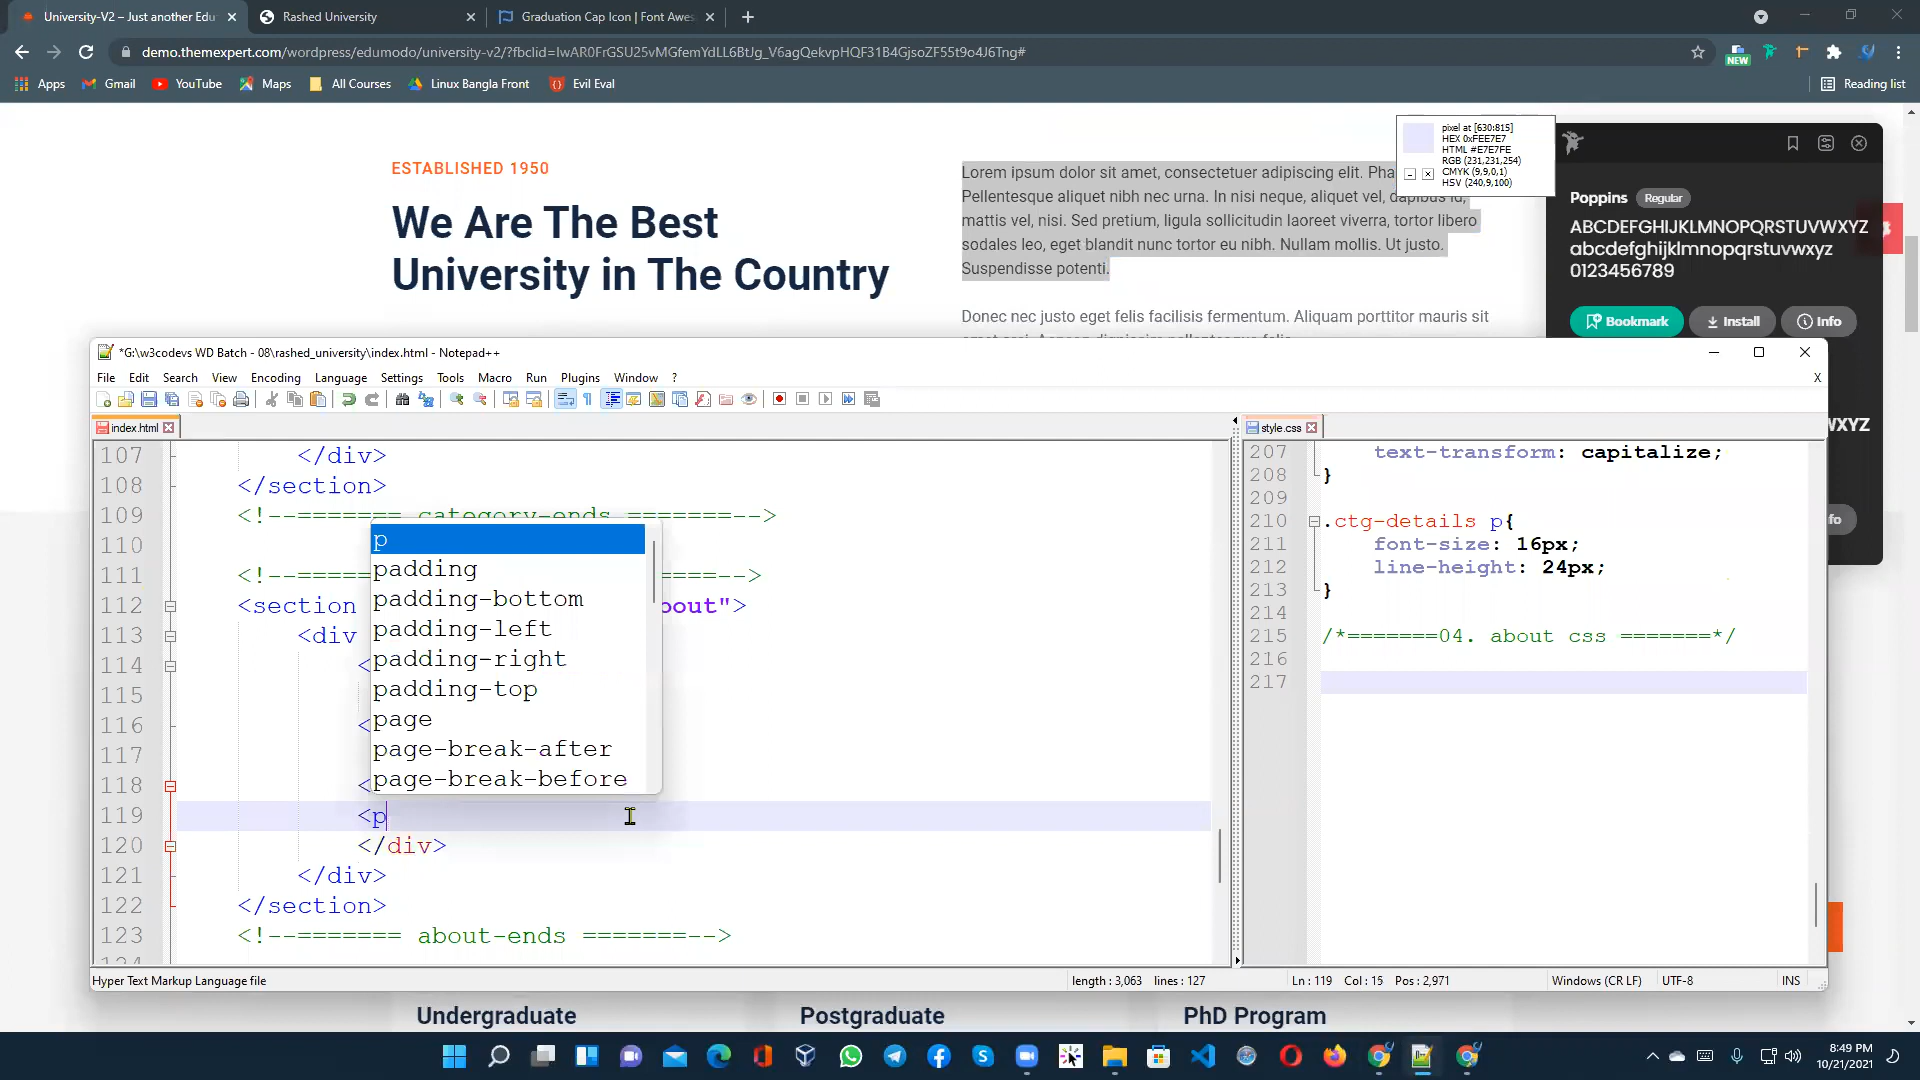 University-V2 – Just another Edu
Rashed University
Graduation Cap Icon | Font Awes
demo.themexpert.com/wordpress/edumodo/university-v2/?fbclid=IwAR0FrGSU25vMGfemYdLL6BtJg_V6agQekvpHQF31B4GjsoZF55t9o4J6Tng#
NEW
Apps
Gmail
YouTube
Maps
All Courses
Linux Bangla Front
Evil Eval
Reading list
ESTABLISHED 1950
We Are The Best
University in The Country
Lorem ipsum dolor sit amet, consectetuer adipiscing elit. Pha
Pellentesque aliquet nibh nec urna. In nisi neque, aliquet vel, dapibus id,
mattis vel, nisi. Sed pretium, ligula sollicitudin laoreet viverra, tortor libero
sodales leo, eget blandit nunc tortor eu nibh. Nullam mollis. Ut justo.
Suspendisse potenti.
Donec nec justo eget felis facilisis fermentum. Aliquam porttitor mauris sit
pixel at [630:815]
HEX 0xFEE7E7
HTML #E7E7FE
RGB (231,231,254)
CMYK (9,9,0,1)
HSV (240,9,100)
Poppins Regular
ABCDEFGHIJKLMNOPQRSTUVWXYZ
abcdefghijklmnopqrstuvwxyz
0123456789
Bookmark
Install
Info
WXYZ
fo
*G:\w3codevs WD Batch - 08\rashed_university\index.html - Notepad++
File Edit Search View Encoding Language Settings Tools Macro Run Plugins Window ?
X
index.html
107 </div>
108 </section>
109 <!--======= category-ends =======-->
110
111 <!-- =====-->
112 <section bout">
113 <div
114 <
115
116 <
117
118 <
119 <p
120 </div>
121 </div>
122 </section>
123 <!--======= about-ends =======-->
124
p
padding
padding-bottom
padding-left
padding-right
padding-top
page
page-break-after
page-break-before
style.css
207 text-transform: capitalize;
208 }
209
210 .ctg-details p{
211 font-size: 16px;
212 line-height: 24px;
213 }
214
215 /*=======04. about css =======*/
216
217
Hyper Text Markup Language file
length : 3,063 lines : 127
Ln : 119 Col : 15 Pos : 2,971
Windows (CR LF)
UTF-8
INS
Undergraduate
Postgraduate
PhD Program
8:49 PM
10/21/2021